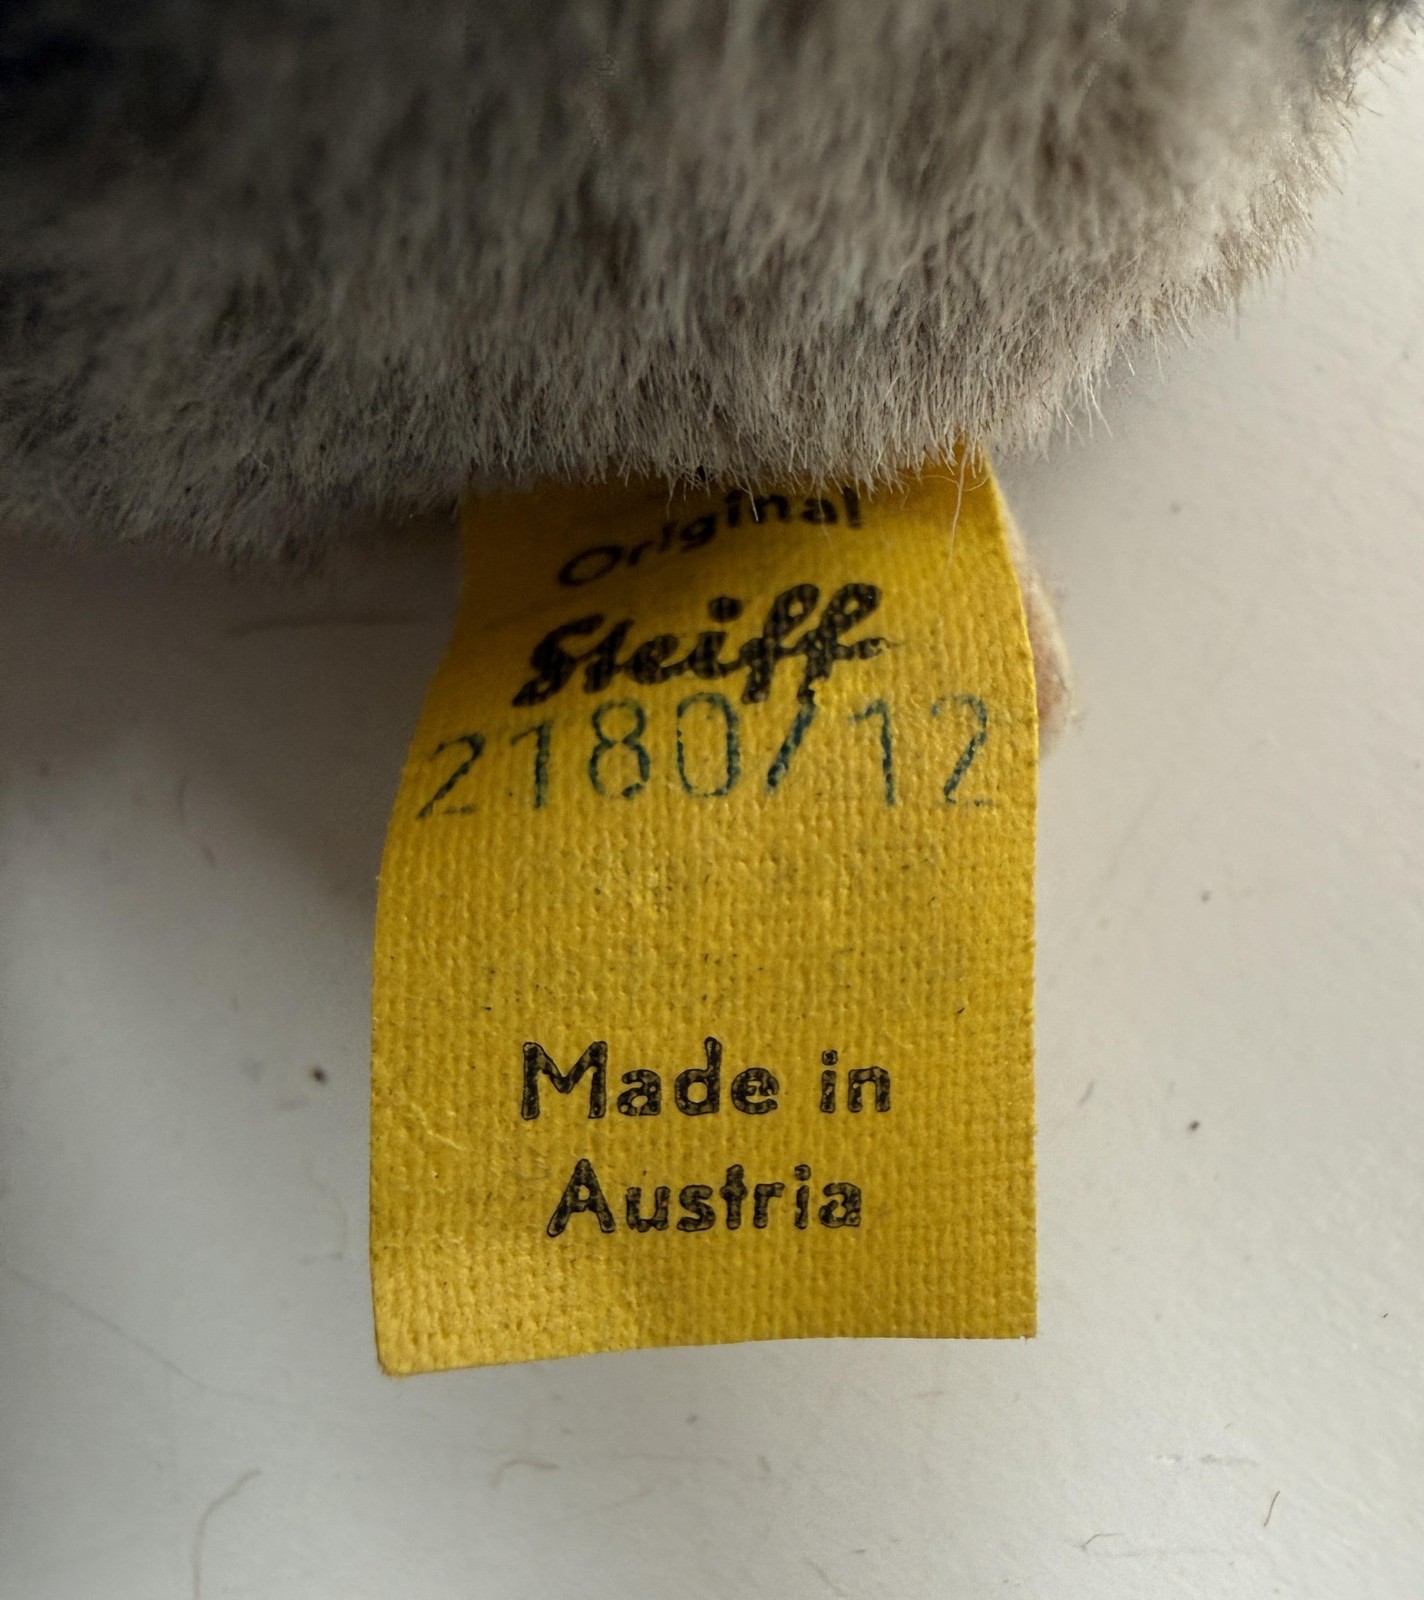 Original
Steiff
2180/12
Made in
Austria